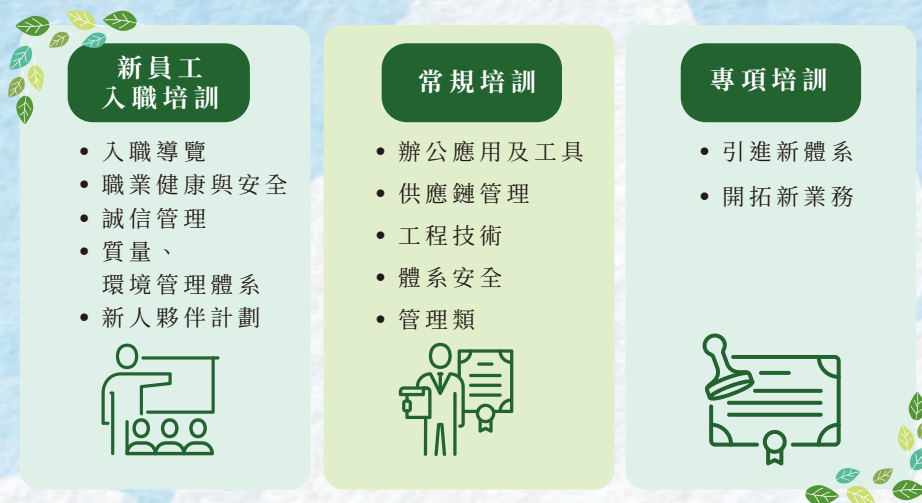 新員工
入職培訓
• 入職導覽
• 職業健康與安全
• 誠信管理
• 質量、
環境管理體系
• 新人夥伴計劃
常規培訓
• 辦公應用及工具
• 供應鏈管理
• 工程技術
• 體系安全
• 管理類
專項培訓
• 引進新體系
• 開拓新業務